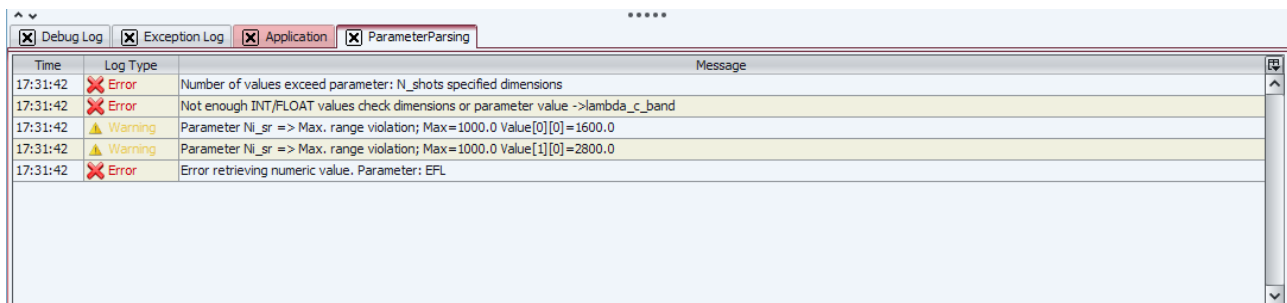 Debug Log Exception Log Application ParameterParsing
Time Log Type Message
17:31:42 Error Number of values exceed parameter: N_shots specified dimensions
17:31:42 Error Not enough INT/FLOAT values check dimensions or parameter value ->lambda_c_band
17:31:42 Warning Parameter Ni_sr => Max. range violation; Max=1000.0 Value[0][0]=1600.0
17:31:42 Warning Parameter Ni_sr => Max. range violation; Max=1000.0 Value[1][0]=2800.0
17:31:42 Error Error retrieving numeric value. Parameter: EFL